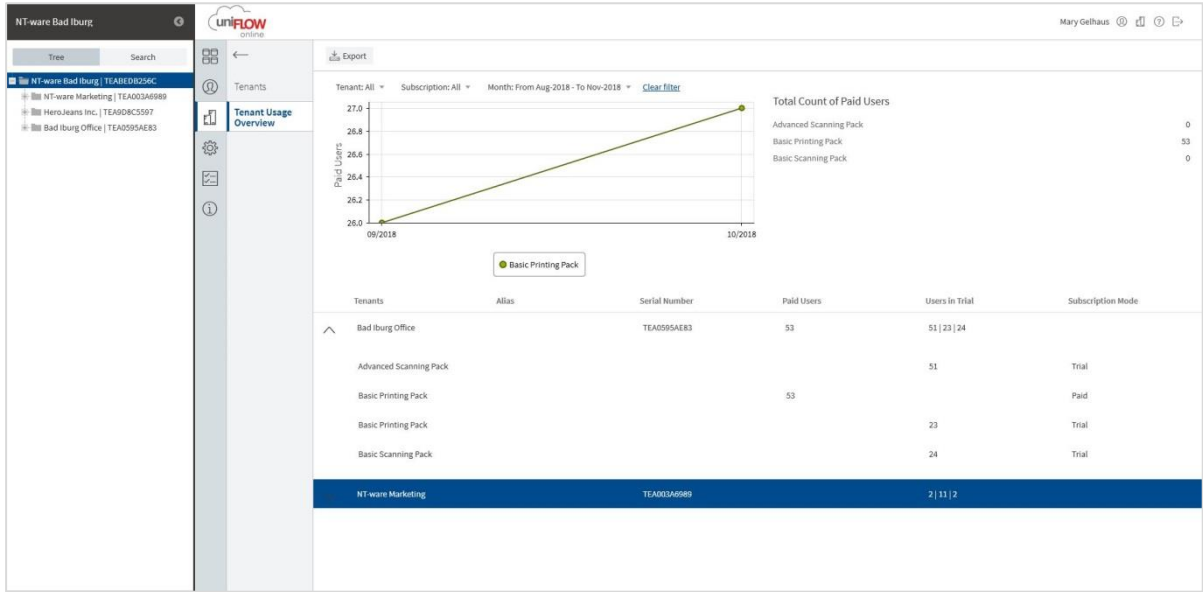 NT-ware Bad Iburg
Tree Search
NT-ware Bad Iburg | TEABEDB256C
NT-ware Marketing | TEA003A6989
HeroJeans Inc. | TEA9D8C5597
Bad Iburg Office | TEA0595AE83
uniFLOW
online
Mary Gelhaus
Tenants
Tenant Usage
Overview
Export
Tenant: All Subscription: All Month: From Aug-2018 - To Nov-2018 Clear filter
Paid Users
27.0
26.8
26.6
26.4
26.2
26.0
09/2018 10/2018
Basic Printing Pack
Total Count of Paid Users
Advanced Scanning Pack 0
Basic Printing Pack 53
Basic Scanning Pack 0
Tenants Alias Serial Number Paid Users Users in Trial Subscription Mode
Bad Iburg Office TEA0595AE83 53 51 | 23 | 24
Advanced Scanning Pack 51 Trial
Basic Printing Pack 53 Paid
Basic Printing Pack 23 Trial
Basic Scanning Pack 24 Trial
NT-ware Marketing TEA003A6989 2 | 11 | 2